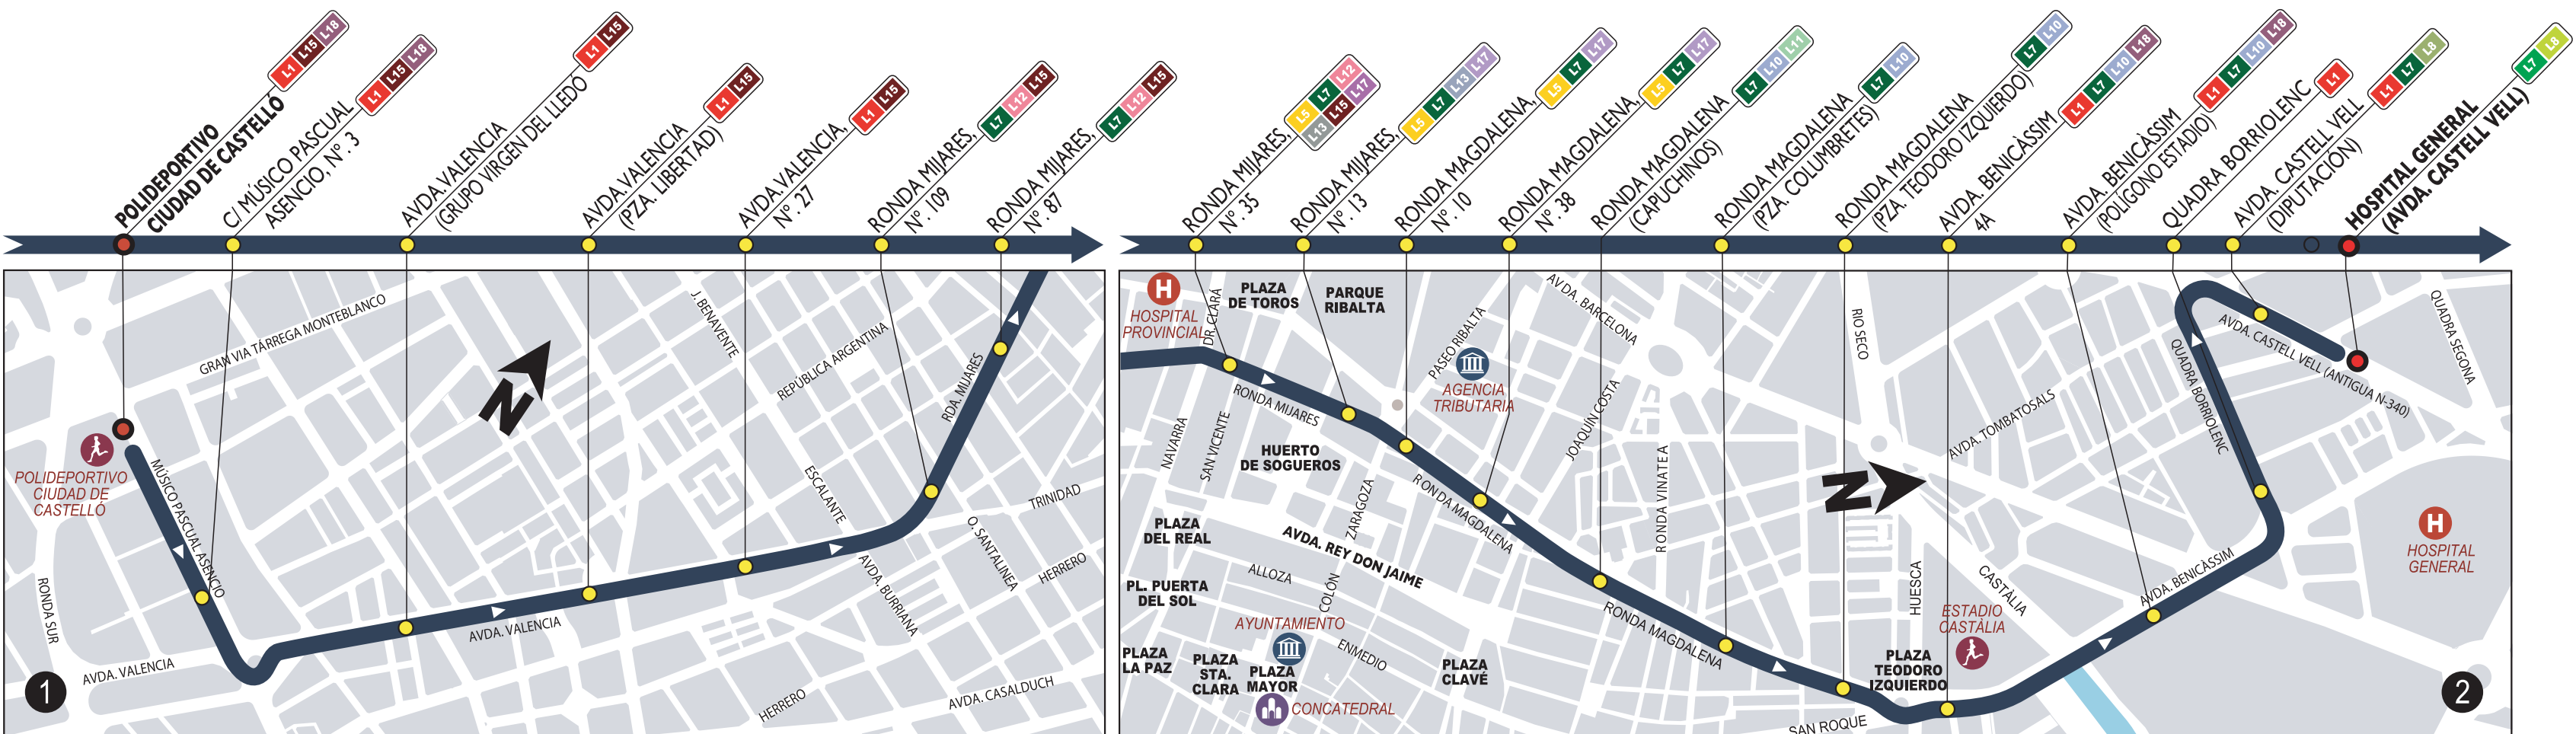 POLIDEPORTIVO
CIUDAD DE CASTELLÓ
L1 L15 L18
C/ MÚSICO PASCUAL
ASENCIO, Nº. 3
L1 L15 L18
AVDA. VALENCIA
(GRUPO VIRGEN DEL LLEDÓ)
L1 L15
AVDA. VALENCIA
(PZA. LIBERTAD)
L1 L15
AVDA. VALENCIA,
Nº. 27
L1 L15
RONDA MIJARES,
Nº. 109
L7 L12 L15
RONDA MIJARES,
Nº. 87
L7 L12 L15
RONDA MIJARES,
Nº. 35
L5 L7 L12
L13 L15 L17
RONDA MIJARES,
Nº. 13
L5 L7 L13 L17
RONDA MAGDALENA,
Nº. 10
L5 L7 L17
RONDA MAGDALENA,
Nº. 38
L5 L7 L17
RONDA MAGDALENA
(CAPUCHINOS)
L7 L10 L11
RONDA MAGDALENA
(PZA. COLUMBRETES)
L7 L10
RONDA MAGDALENA
(PZA. TEODORO IZQUIERDO)
L7 L10
AVDA. BENICÀSSIM
4A
L1 L7 L10 L18
AVDA. BENICÀSSIM
(POLÍGONO ESTADIO)
L1 L7 L10 L18
QUADRA BORRIOLENC
L1
AVDA. CASTELL VELL
(DIPUTACIÓN)
L1 L7 L8
HOSPITAL GENERAL
(AVDA. CASTELL VELL)
L7 L8
GRAN VIA TÁRREGA MONTEBLANCO
J. BENAVENTE
REPÚBLICA ARGENTINA
RDA. MIJARES
N
POLIDEPORTIVO
CIUDAD DE
CASTELLÓ
MÚSICO PASCUAL ASENCIO
ESCALANTE
TRINIDAD
O. SANTALINEA
HERRERO
RONDA SUR
AVDA. VALENCIA
AVDA. BURRIANA
AVDA. VALENCIA
HERRERO
AVDA. CASALDUCH
1
H
HOSPITAL
PROVINCIAL
DR. CLARÁ
PLAZA
DE TOROS
PARQUE
RIBALTA
PASEO RIBALTA
AVDA. BARCELONA
AGENCIA
TRIBUTARIA
RONDA MIJARES
NAVARRA
SAN VICENTE
HUERTO
DE SOGUEROS
JOAQUÍN COSTA
RONDA VINATEA
RIO SECO
N
AVDA. TOMBATOSSALS
QUADRA BORRIOLENC
AVDA. CASTELL VELL (ANTIGUA N-340)
QUADRA SEGONA
H
HOSPITAL
GENERAL
PLAZA
DEL REAL
ZARAGOZA
RONDA MAGDALENA
AVDA. REY DON JAIME
ALLOZA
COLÓN
PL. PUERTA
DEL SOL
AYUNTAMIENTO
ENMEDIO
PLAZA
LA PAZ
PLAZA
STA.
CLARA
PLAZA
MAYOR
CONCATEDRAL
PLAZA
CLAVÉ
RONDA MAGDALENA
HUESCA
CASTÀLIA
ESTADIO
CASTÀLIA
PLAZA
TEODORO
IZQUIERDO
SAN ROQUE
AVDA. BENICÀSSIM
2